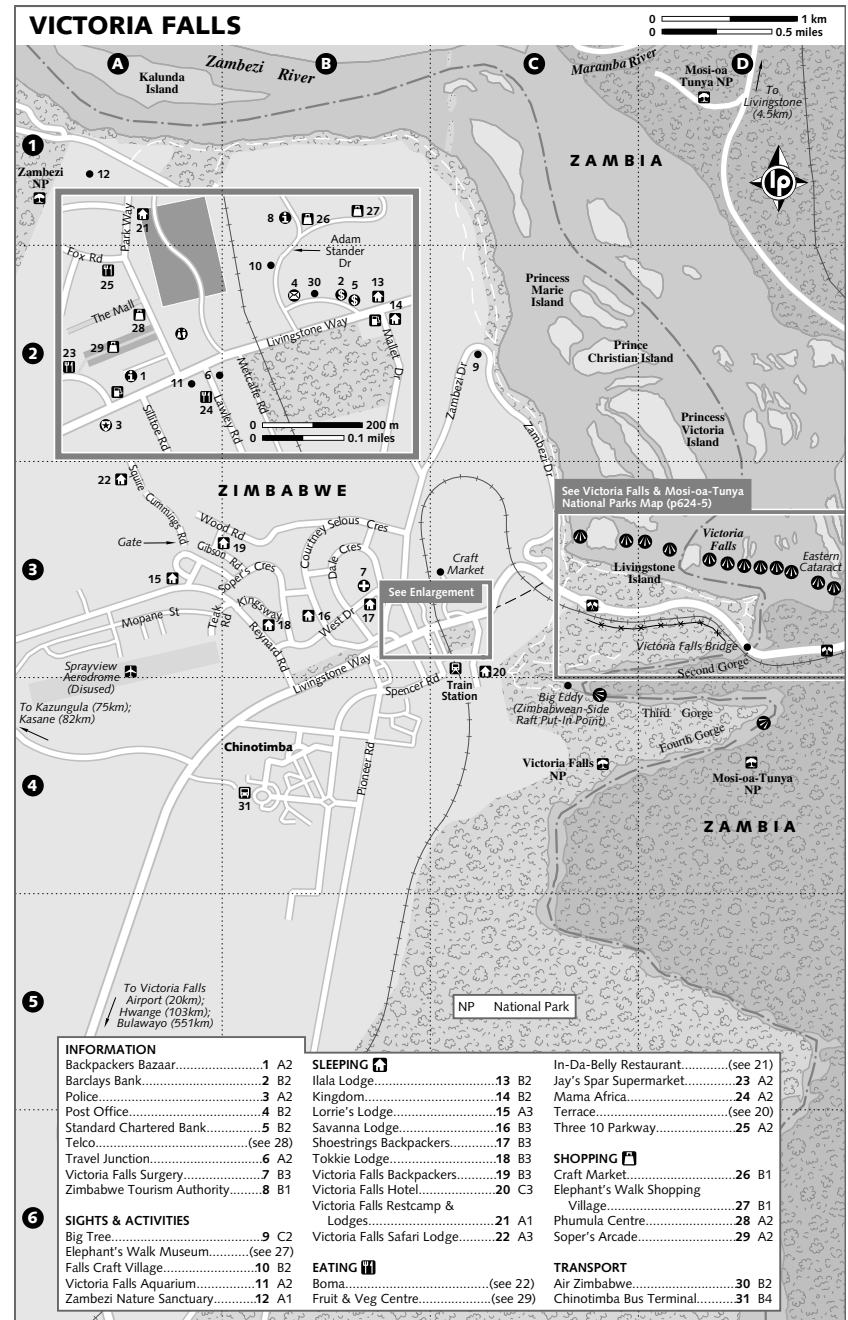 VICTORIA FALLS
0 1 km
0 0.5 miles
A
B
C
D
Zambezi River
Kalunda
Island
Maramba River
Mosi-oa
Tunya NP
To
Livingstone
(4.5km)
1
Zambezi
NP
12
ZAMBIA
lp
Park Way
21
8
26
27
Adam
Stander
Dr
Fox Rd
25
10
4
30
2
5
13
14
The Mall
28
29
23
1
Livingstone Way
Mallet Dr
6
11
24
Metcalfe Rd
Lawley Rd
Sillitoe Rd
3
0 200 m
0 0.1 miles
2
Princess
Marie
Island
Prince
Christian Island
Princess
Victoria
Island
9
Zambezi Dr
Zambezi Dr
22
Squire Cummings Rd
ZIMBABWE
See Victoria Falls & Mosi-oa-Tunya
National Parks Map (p624-5)
Wood Rd
Gate
19
Gibson Rd
Courtney Selous Cres
Dale Cres
Soper's Cres
7
Craft
Market
3
15
Victoria
Falls
Livingstone
Island
Eastern
Cataract
See Enlargement
Mopane St
Teak Rd
Kingsway
18
16
West Dr
17
Reynard Rd
Victoria Falls Bridge
Second Gorge
Sprayview
Aerodrome
(Disused)
Livingstone Way
Spencer Rd
Train
Station
20
Big Eddy
(Zimbabwean-Side
Raft Put-In Point)
Third Gorge
Fourth Gorge
To Kazungula (75km);
Kasane (82km)
Chinotimba
Pioneer Rd
Victoria Falls
NP
Mosi-oa-Tunya
NP
4
31
ZAMBIA
5
To Victoria Falls
Airport (20km);
Hwange (103km);
Bulawayo (551km)
NP National Park
6
INFORMATION
Backpackers Bazaar...............1 A2
Barclays Bank...............2 B2
Police...............3 A2
Post Office...............4 B2
Standard Chartered Bank...............5 B2
Telco...............(see 28)
Travel Junction...............6 A2
Victoria Falls Surgery...............7 B3
Zimbabwe Tourism Authority........8 B1
SIGHTS & ACTIVITIES
Big Tree...............9 C2
Elephant's Walk Museum...........(see 27)
Falls Craft Village...............10 B2
Victoria Falls Aquarium...............11 A2
Zambezi Nature Sanctuary............12 A1
SLEEPING
Ilala Lodge...............13 B2
Kingdom...............14 B2
Lorrie's Lodge...............15 A3
Savanna Lodge...............16 B3
Shoestrings Backpackers...............17 B3
Tokkie Lodge...............18 B3
Victoria Falls Backpackers...............19 B3
Victoria Falls Hotel...............20 C3
Victoria Falls Restcamp &
Lodges...............21 A1
Victoria Falls Safari Lodge............22 A3
EATING
Boma...............(see 22)
Fruit & Veg Centre...............(see 29)
In-Da-Belly Restaurant............(see 21)
Jay's Spar Supermarket............23 A2
Mama Africa...............24 A2
Terrace...............(see 20)
Three 10 Parkway...............25 A2
SHOPPING
Craft Market...............26 B1
Elephant's Walk Shopping
Village...............27 B1
Phumula Centre...............28 A2
Soper's Arcade...............29 A2
TRANSPORT
Air Zimbabwe...............30 B2
Chinotimba Bus Terminal............31 B4